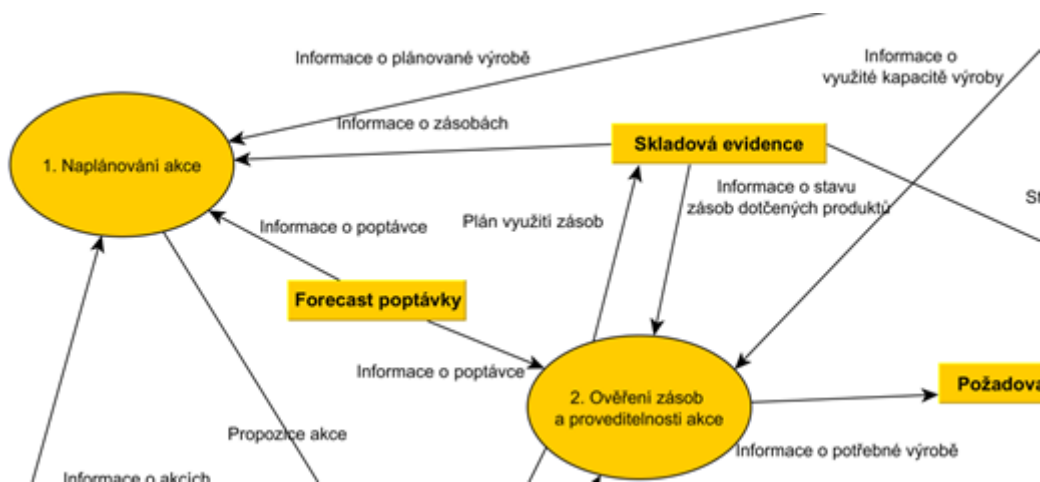 Informace o plánované výrobě
Informace o
využité kapacitě výroby
Informace o zásobách
Skladová evidence
1. Naplánování akce
Informace o stavu
zásob dotčených produktů
Plán využití zásob
Informace o poptávce
Forecast poptávky
Informace o poptávce
2. Ověření zásob
a proveditelnosti akce
Propozice akce
Informace o potřebné výrobě
Informace o akcích